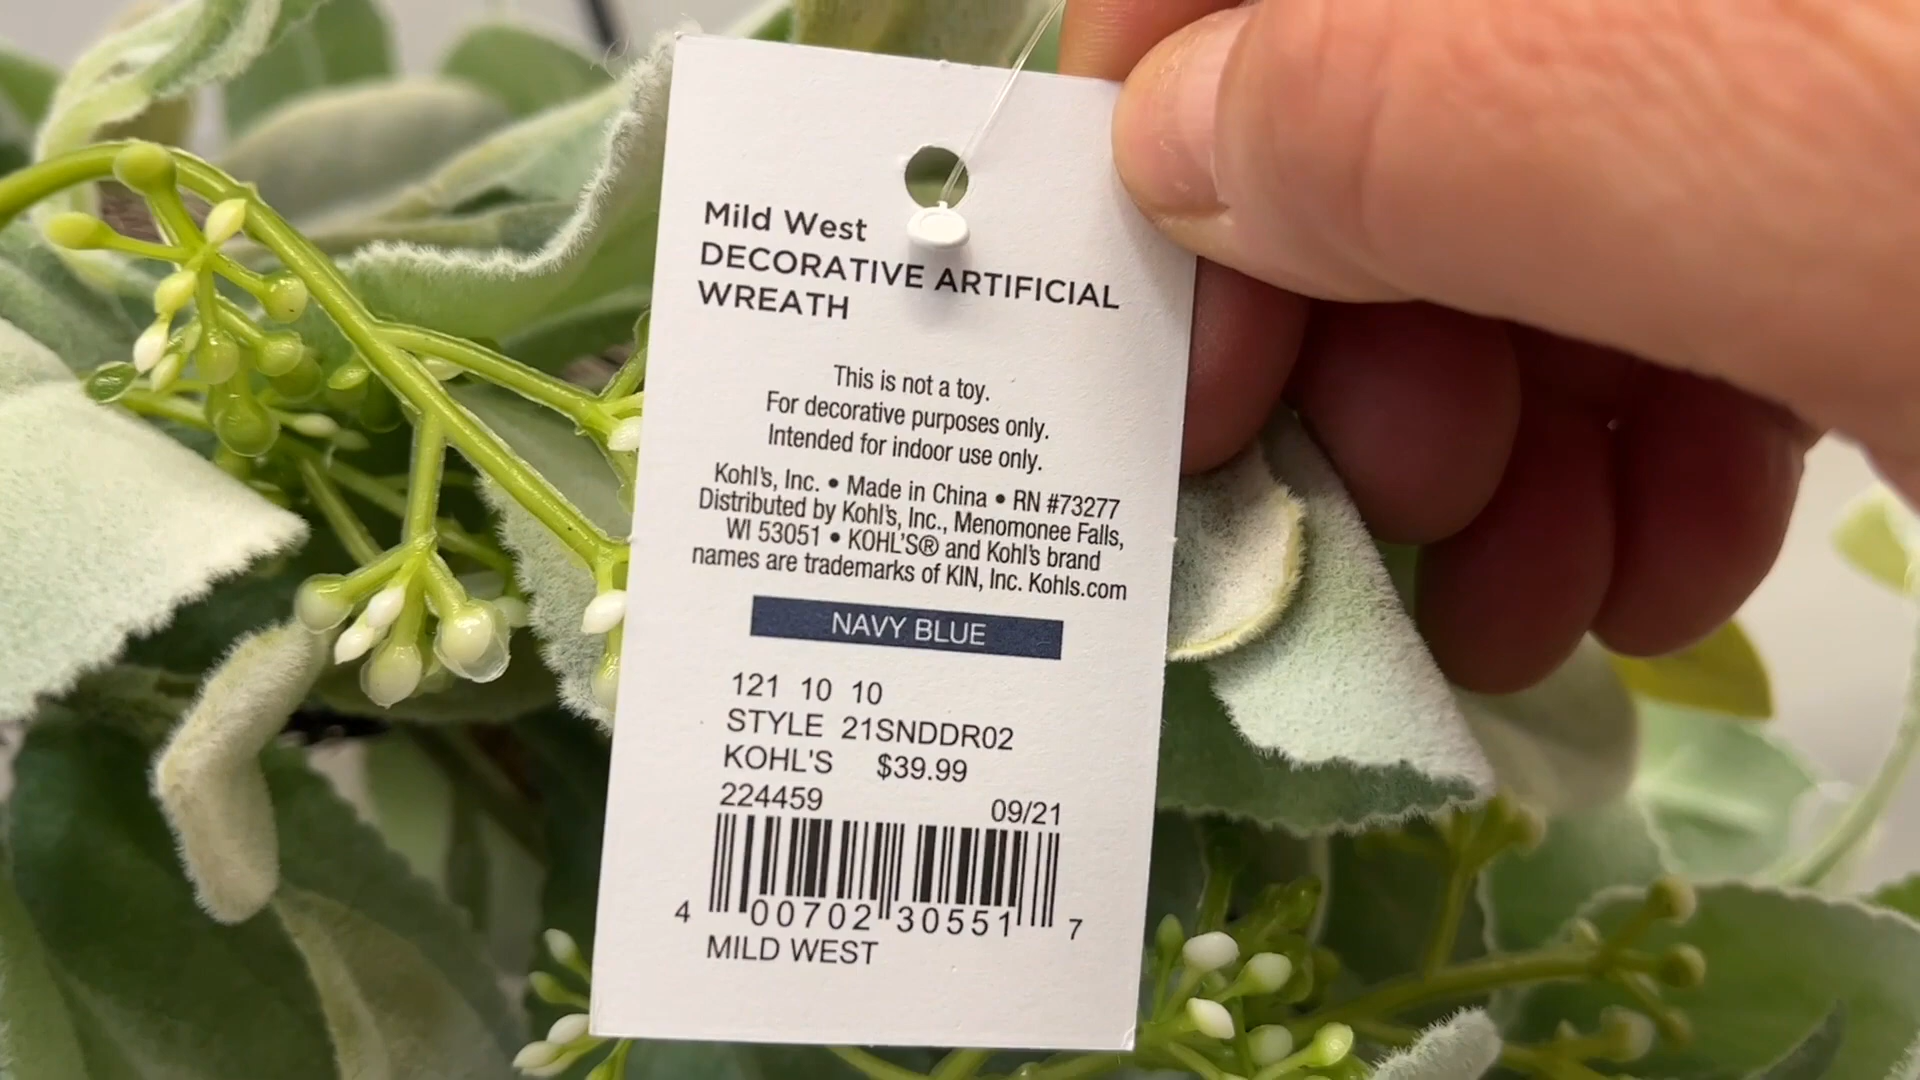 Mild West
DECORATIVE ARTIFICIAL
WREATH
This is not a toy.
For decorative purposes only.
Intended for indoor use only.
Kohl's, Inc. • Made in China • RN #73277
Distributed by Kohl's, Inc., Menomonee Falls,
WI 53051 • KOHL'S® and Kohl's brand
names are trademarks of KIN, Inc. Kohls.com
NAVY BLUE
121 10 10
STYLE 21SNDDR02
KOHL'S $39.99
224459 09/21
4 00702 30551 7
MILD WEST